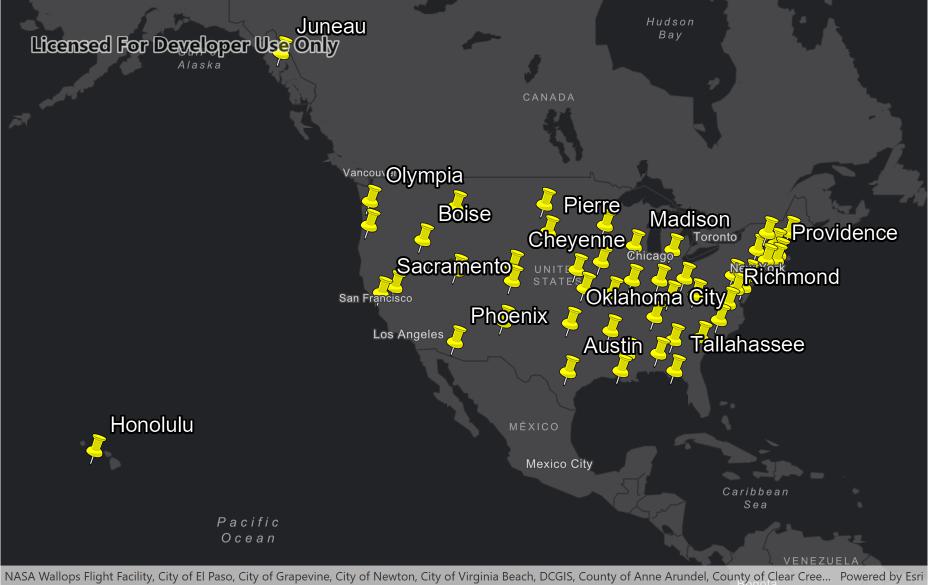 Juneau
Licensed For Developer Use Only
Gulf of
Alaska
Hudson
Bay
CANADA
Vancouver
Olympia
Boise
Pierre
Madison
Toronto
Providence
Cheyenne
Chicago
Sacramento
UNITED
STATES
New York
Richmond
San Francisco
Oklahoma City
Phoenix
Los Angeles
Austin
Tallahassee
Honolulu
MÉXICO
Mexico City
Caribbean
Sea
Pacific
Ocean
VENEZUELA
NASA Wallops Flight Facility, City of El Paso, City of Grapevine, City of Newton, City of Virginia Beach, DCGIS, County of Anne Arundel, County of Clear Cree... Powered by Esri